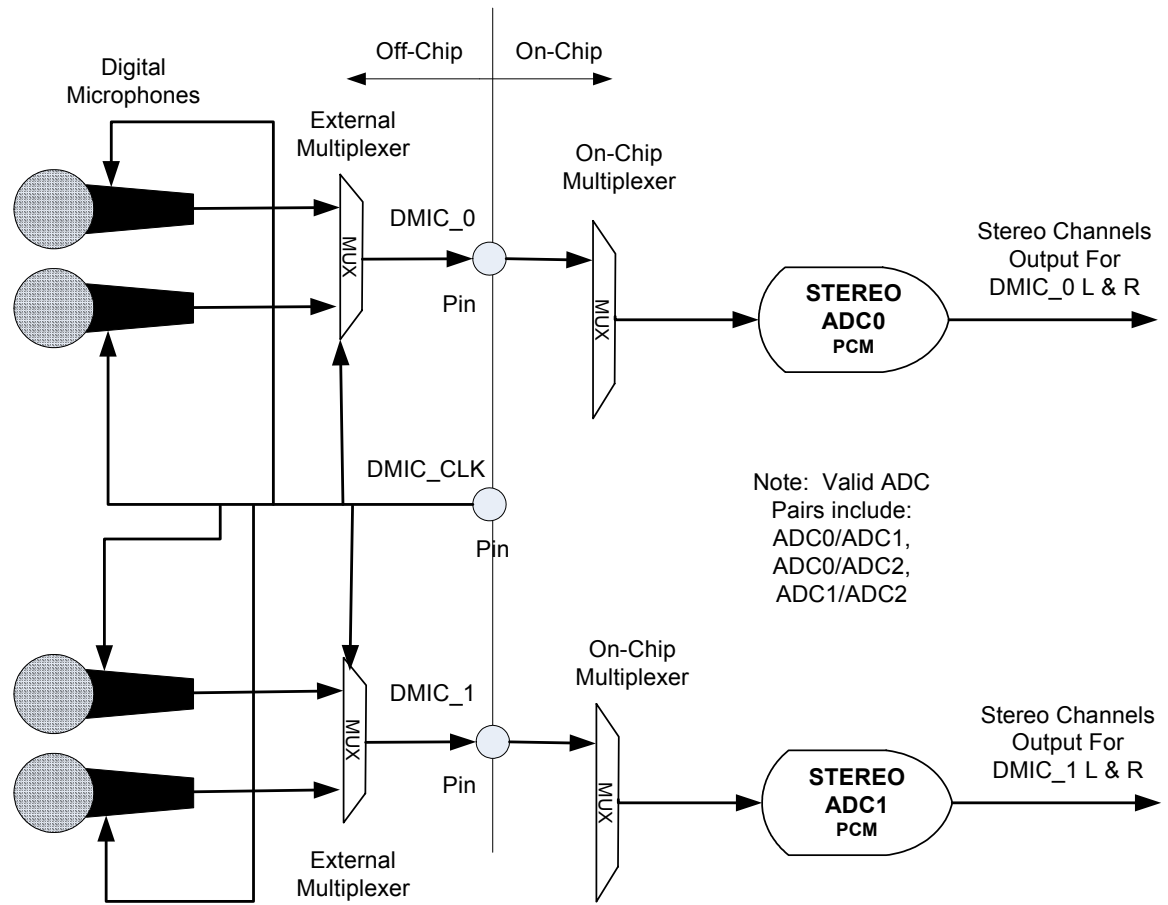 Off-Chip
On-Chip
Digital
Microphones
External
Multiplexer
On-Chip
Multiplexer
DMIC_0
MUX
Pin
MUX
STEREO
ADC0
PCM
Stereo Channels
Output For
DMIC_0 L & R
DMIC_CLK
Pin
Note: Valid ADC
Pairs include:
ADC0/ADC1,
ADC0/ADC2,
ADC1/ADC2
On-Chip
Multiplexer
DMIC_1
MUX
Pin
MUX
STEREO
ADC1
PCM
Stereo Channels
Output For
DMIC_1 L & R
External
Multiplexer